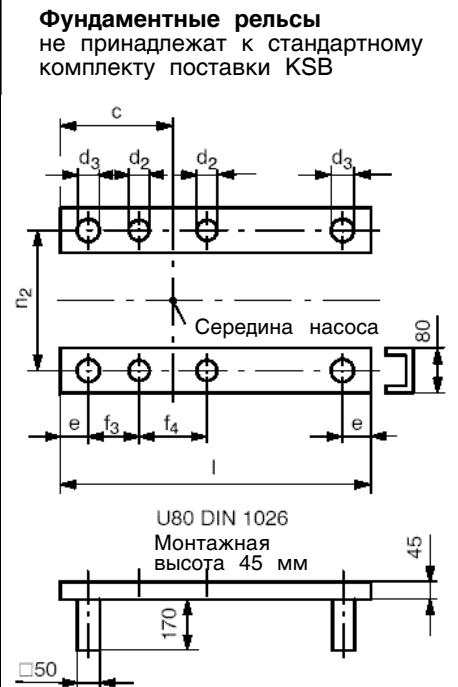 Фундаментные рельсы
не принадлежат к стандартному
комплекту поставки KSB
c
d3 d2 d2 d3
n2
Середина насоса
80
e f3 f4 e
l
U80 DIN 1026
Монтажная
высота 45 мм
45
170
□50